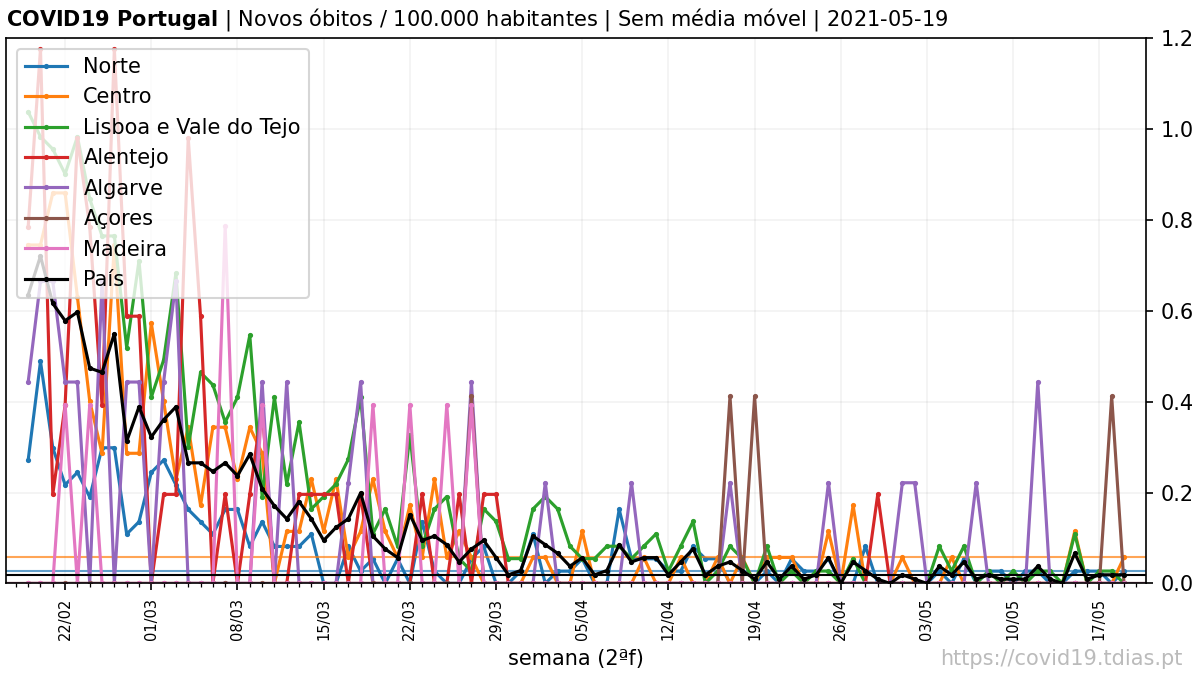 COVID19 Portugal | Novos óbitos / 100.000 habitantes | Sem média móvel | 2021-05-19
Norte
Centro
Lisboa e Vale do Tejo
Alentejo
Algarve
Açores
Madeira
País
1.2
1.0
0.8
0.6
0.4
0.2
0.0
22/02
01/03
08/03
15/03
22/03
29/03
05/04
12/04
19/04
26/04
03/05
10/05
17/05
semana (2ªf)
https://covid19.tdias.pt